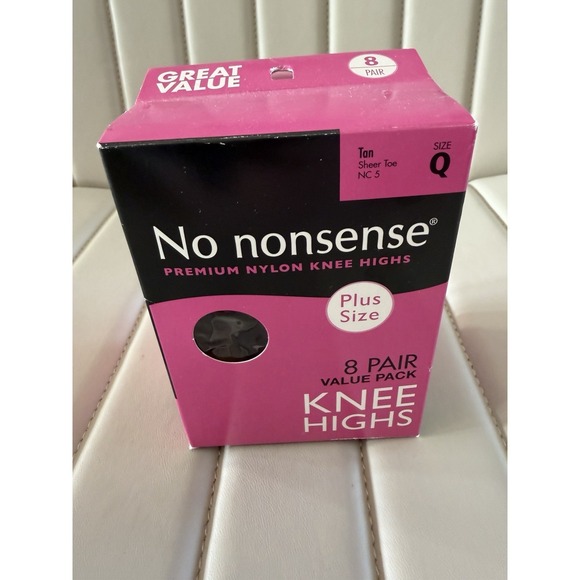 GREAT
VALUE
8
PAIR
Tan
Sheer Toe
NC 5
SIZE
Q
No nonsense®
PREMIUM NYLON KNEE HIGHS
Plus
Size
8 PAIR
VALUE PACK
KNEE
HIGHS